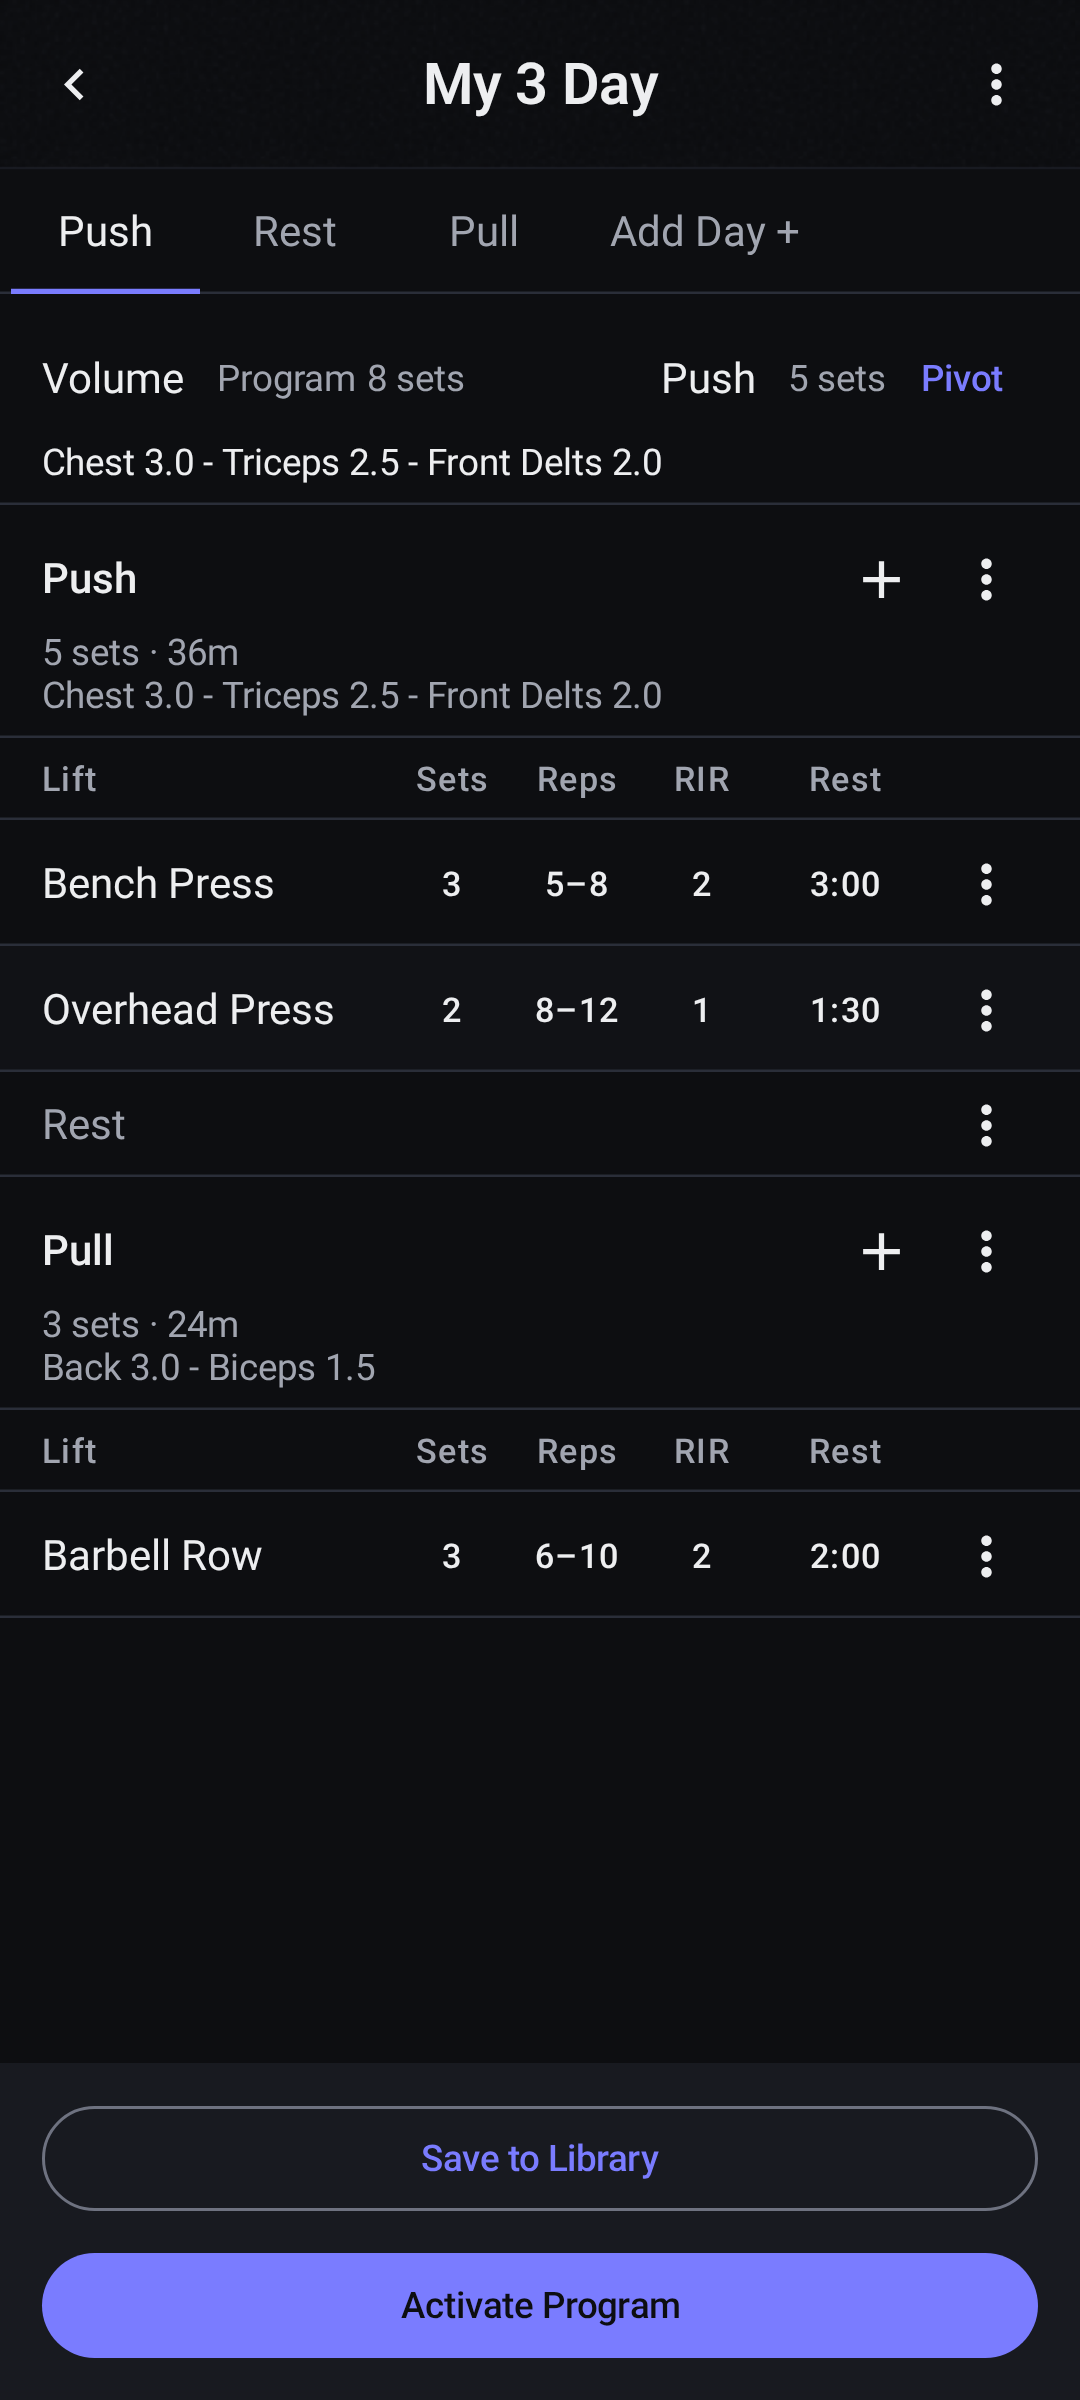 My 3 Day
Push Rest Pull Add Day +
Volume Program 8 sets Push 5 sets Pivot
Chest 3.0 - Triceps 2.5 - Front Delts 2.0
Push
5 sets · 36m
Chest 3.0 - Triceps 2.5 - Front Delts 2.0
Lift Sets Reps RIR Rest
Bench Press 3 5–8 2 3:00
Overhead Press 2 8–12 1 1:30
Rest
Pull
3 sets · 24m
Back 3.0 - Biceps 1.5
Lift Sets Reps RIR Rest
Barbell Row 3 6–10 2 2:00
Save to Library
Activate Program